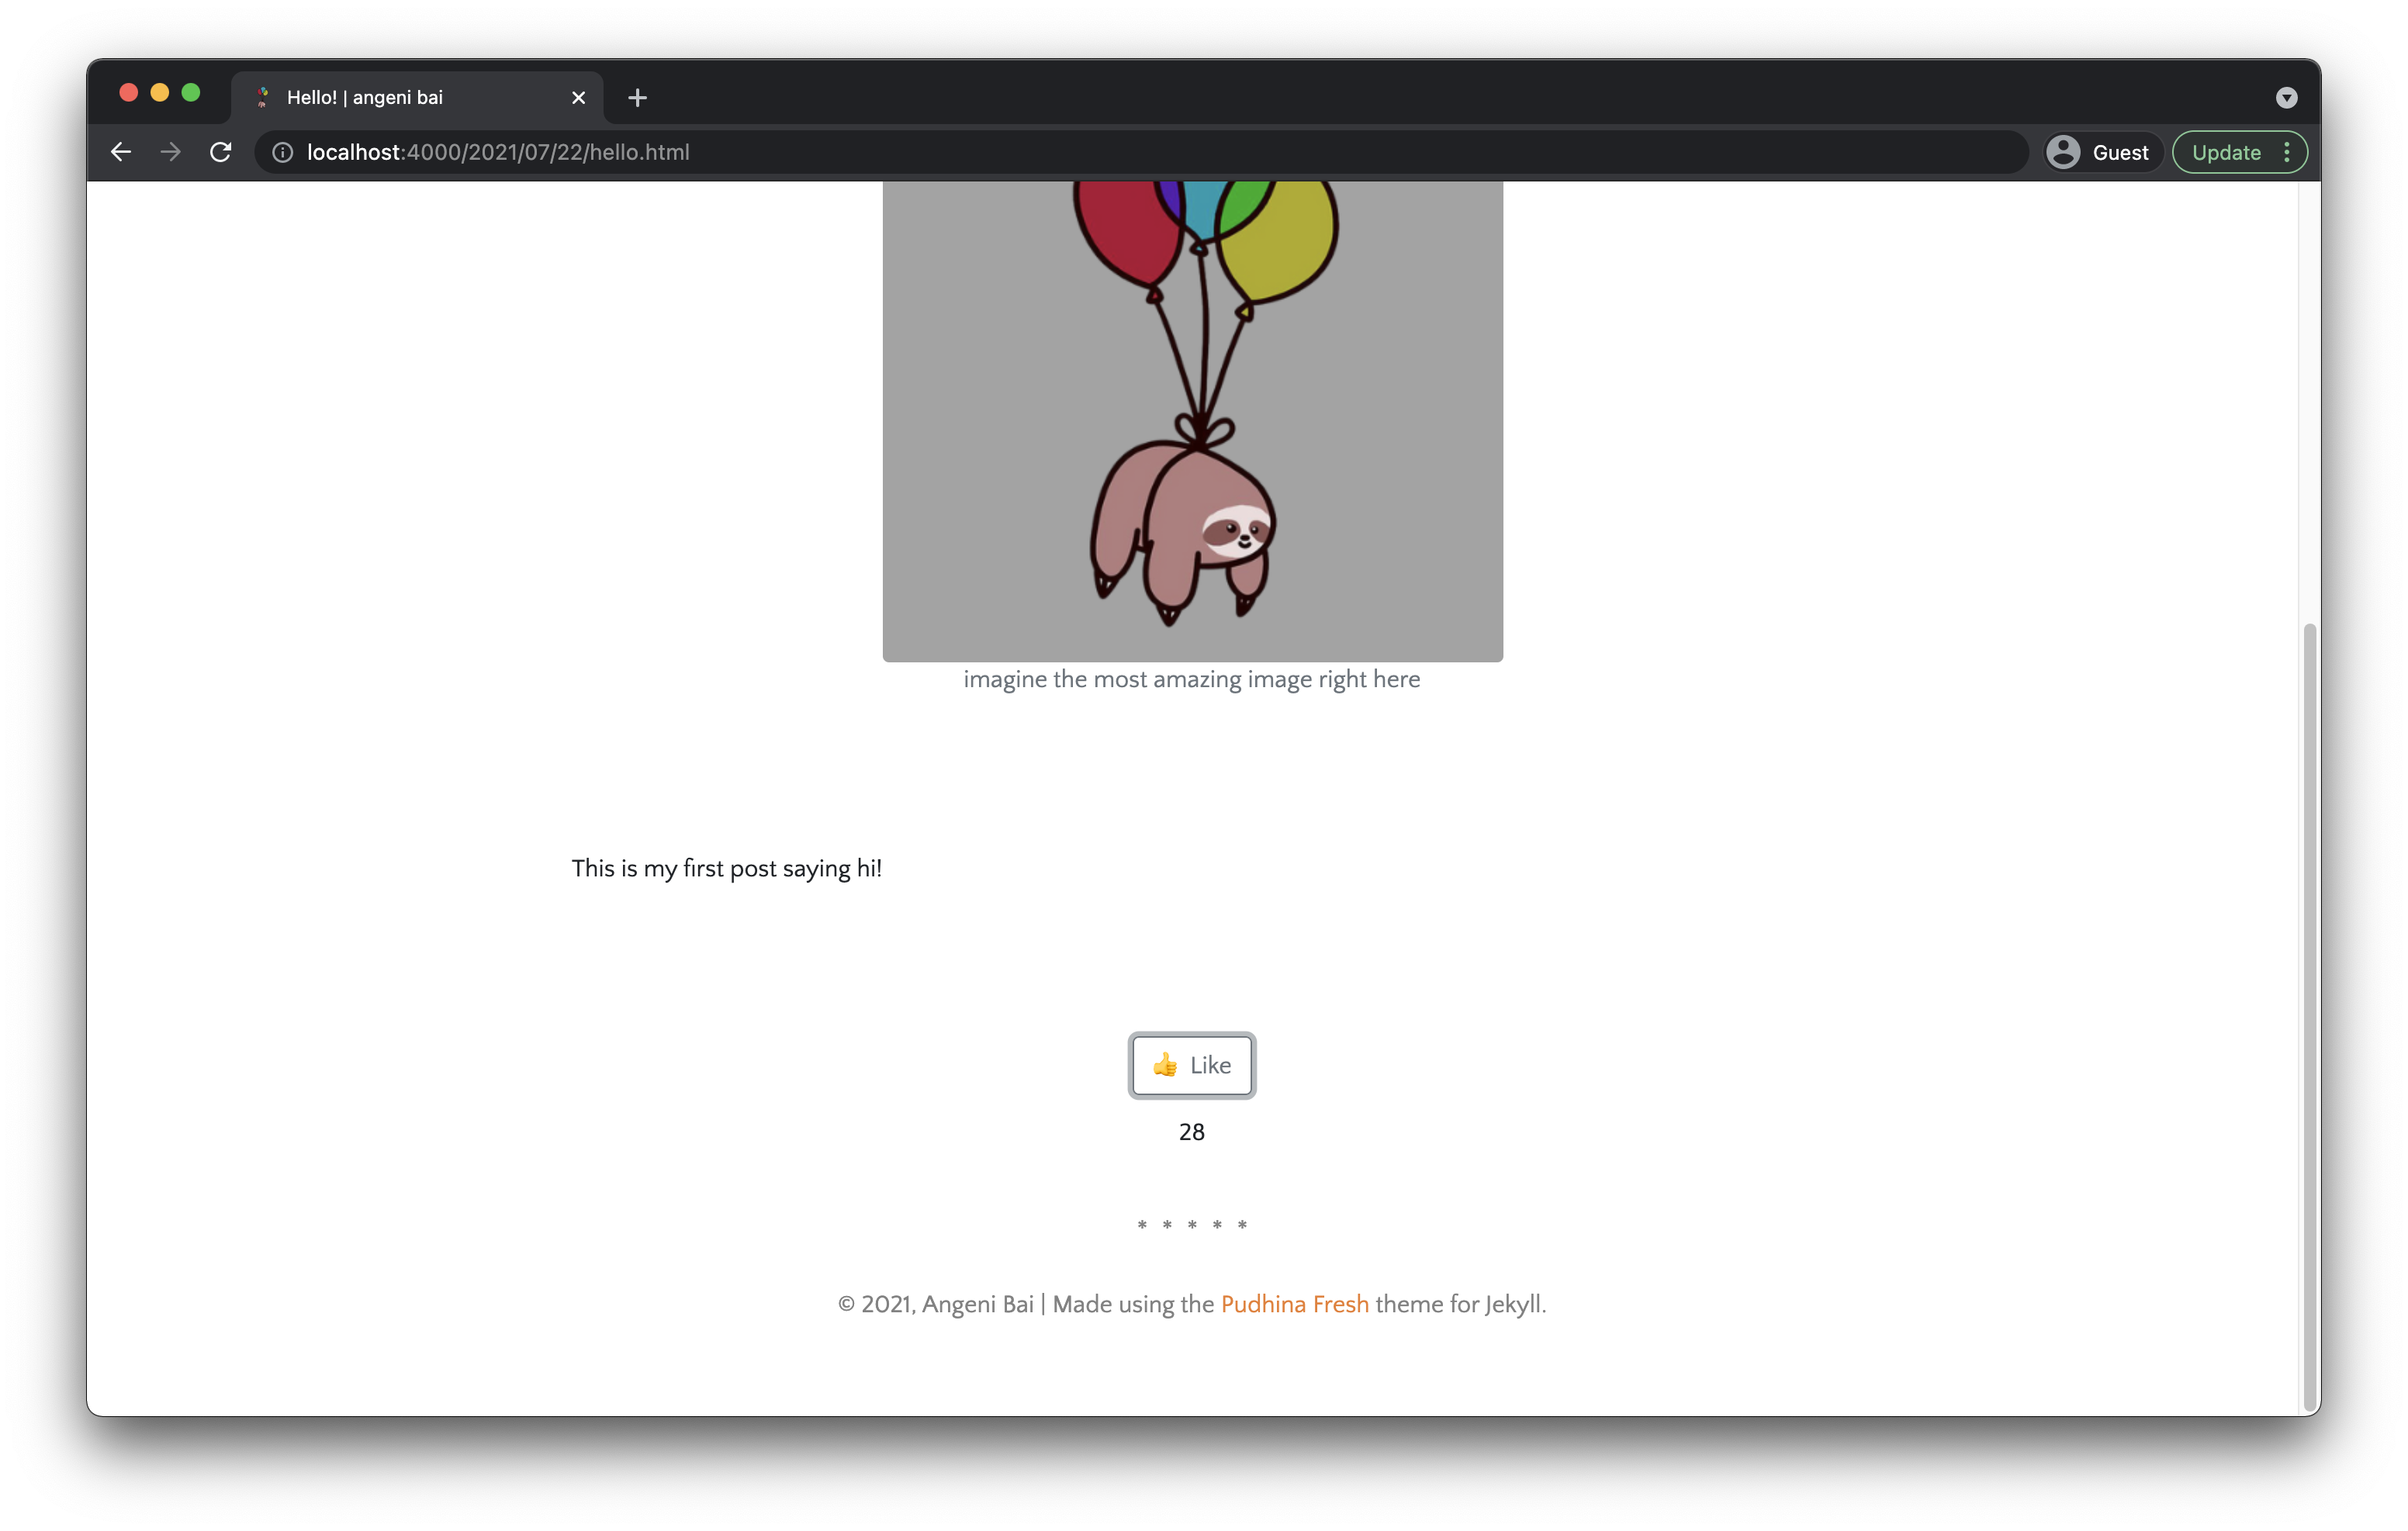 Hello! | angeni bai
localhost:4000/2021/07/22/hello.html
Guest
Update
imagine the most amazing image right here
This is my first post saying hi!
👍 Like
28
* * * * *
© 2021, Angeni Bai | Made using the Pudhina Fresh theme for Jekyll.